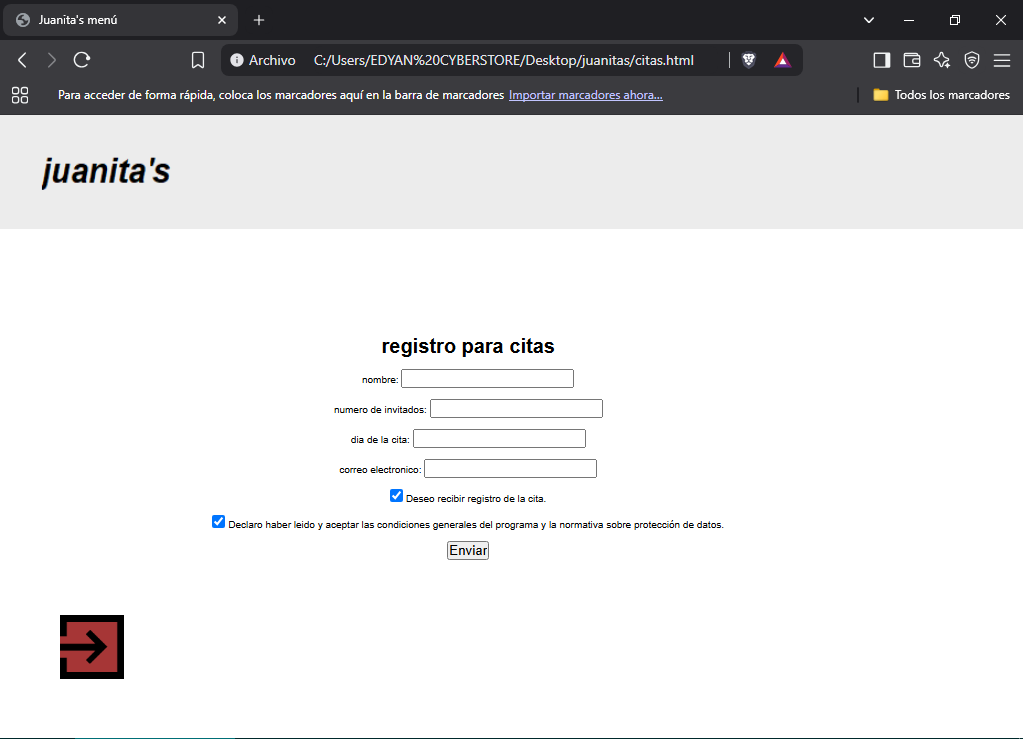 Juanita's menú
Archivo C:/Users/EDYAN%20CYBERSTORE/Desktop/juanitas/citas.html
Para acceder de forma rápida, coloca los marcadores aquí en la barra de marcadores Importar marcadores ahora... Todos los marcadores
juanita's
registro para citas
nombre:
numero de invitados:
dia de la cita:
correo electronico:
Deseo recibir registro de la cita.
Declaro haber leido y aceptar las condiciones generales del programa y la normativa sobre protección de datos.
Enviar